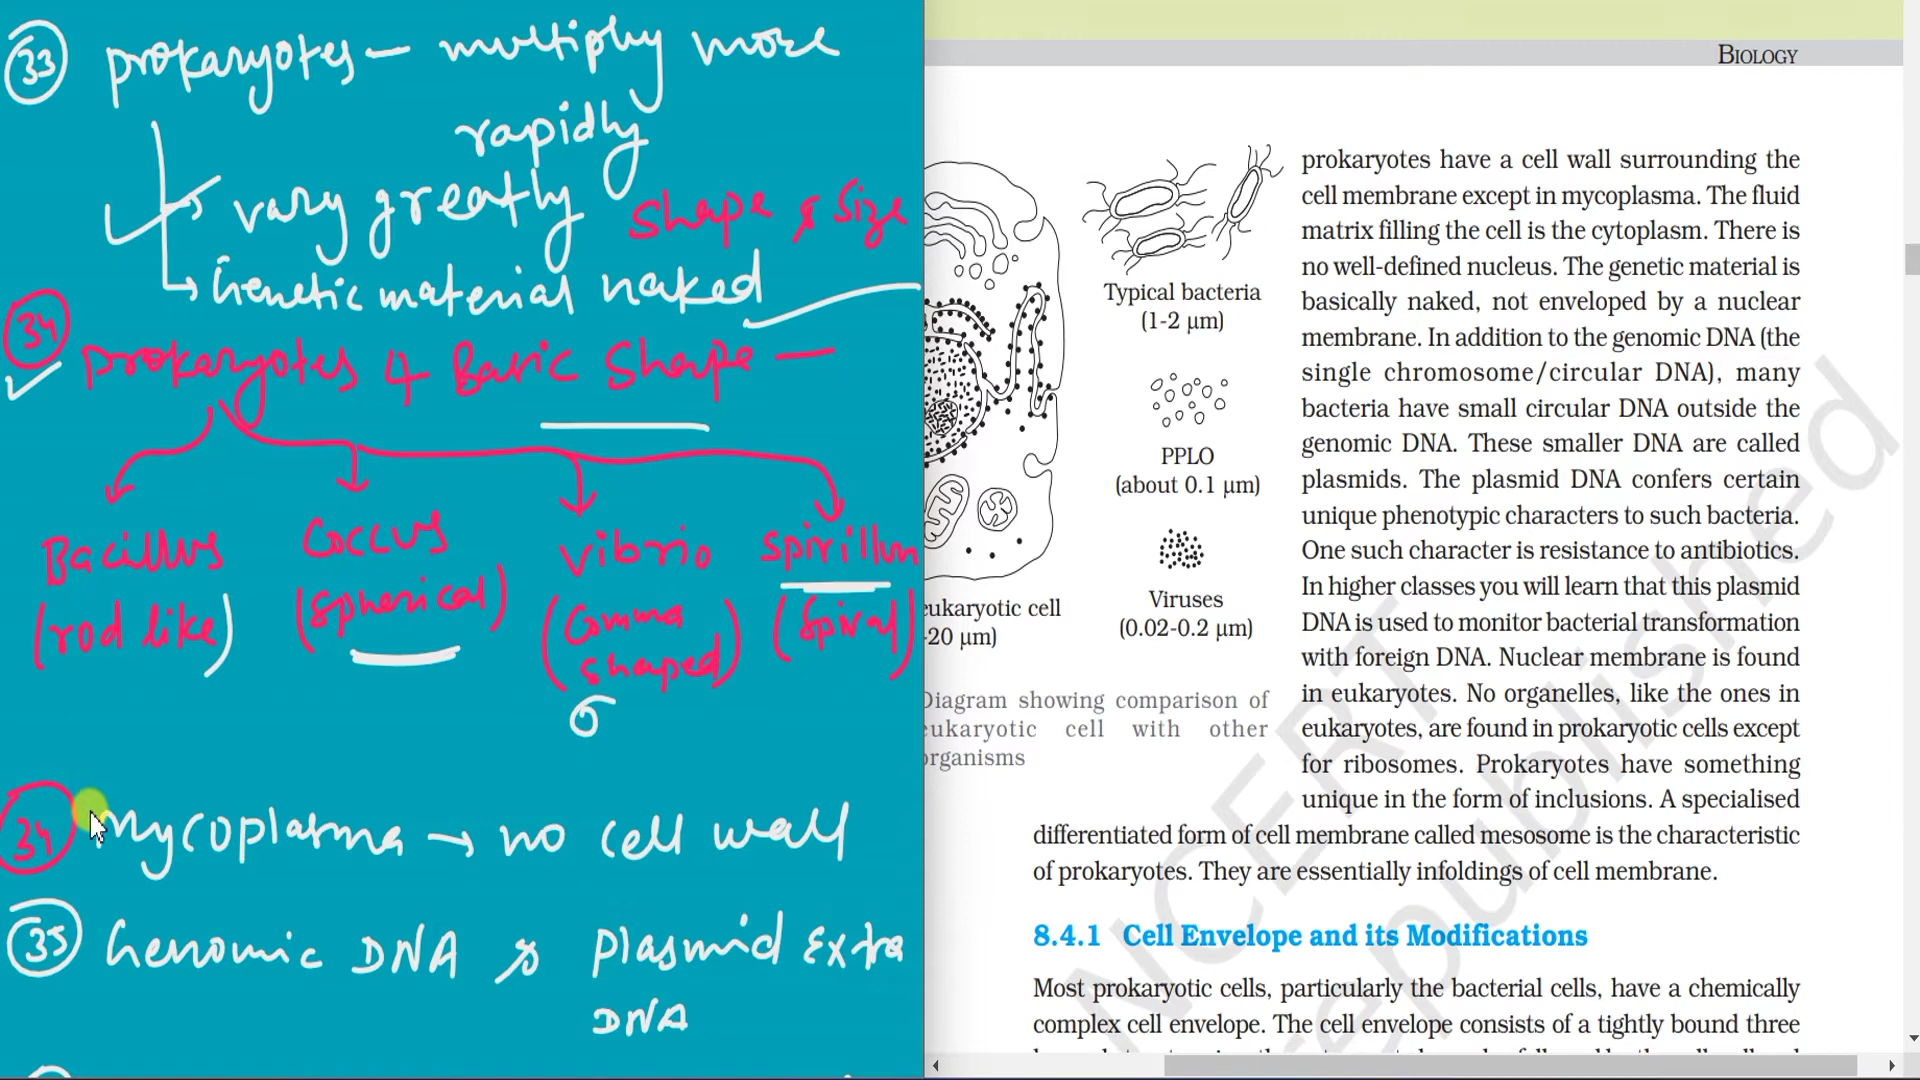 33 prokaryotes — multiply more
rapidly
→ vary greatly shape & size
→ Genetic material naked
34 prokaryotes 4 Basic Shape —
Bacillus Coccus Vibrio Spirillum
(rod like) (spherical) (Comma shaped) (spiral)
34 Mycoplasma → no cell wall
35 Genomic DNA & Plasmid Extra
DNA
BIOLOGY
Typical bacteria
(1-2 µm)
PPLO
(about 0.1 µm)
Viruses
(0.02-0.2 µm)
eukaryotic cell
-20 µm)
Diagram showing comparison of
eukaryotic cell with other
organisms
prokaryotes have a cell wall surrounding the
cell membrane except in mycoplasma. The fluid
matrix filling the cell is the cytoplasm. There is
no well-defined nucleus. The genetic material is
basically naked, not enveloped by a nuclear
membrane. In addition to the genomic DNA (the
single chromosome/circular DNA), many
bacteria have small circular DNA outside the
genomic DNA. These smaller DNA are called
plasmids. The plasmid DNA confers certain
unique phenotypic characters to such bacteria.
One such character is resistance to antibiotics.
In higher classes you will learn that this plasmid
DNA is used to monitor bacterial transformation
with foreign DNA. Nuclear membrane is found
in eukaryotes. No organelles, like the ones in
eukaryotes, are found in prokaryotic cells except
for ribosomes. Prokaryotes have something
unique in the form of inclusions. A specialised
differentiated form of cell membrane called mesosome is the characteristic
of prokaryotes. They are essentially infoldings of cell membrane.
8.4.1 Cell Envelope and its Modifications
Most prokaryotic cells, particularly the bacterial cells, have a chemically
complex cell envelope. The cell envelope consists of a tightly bound three
NCERT
republished